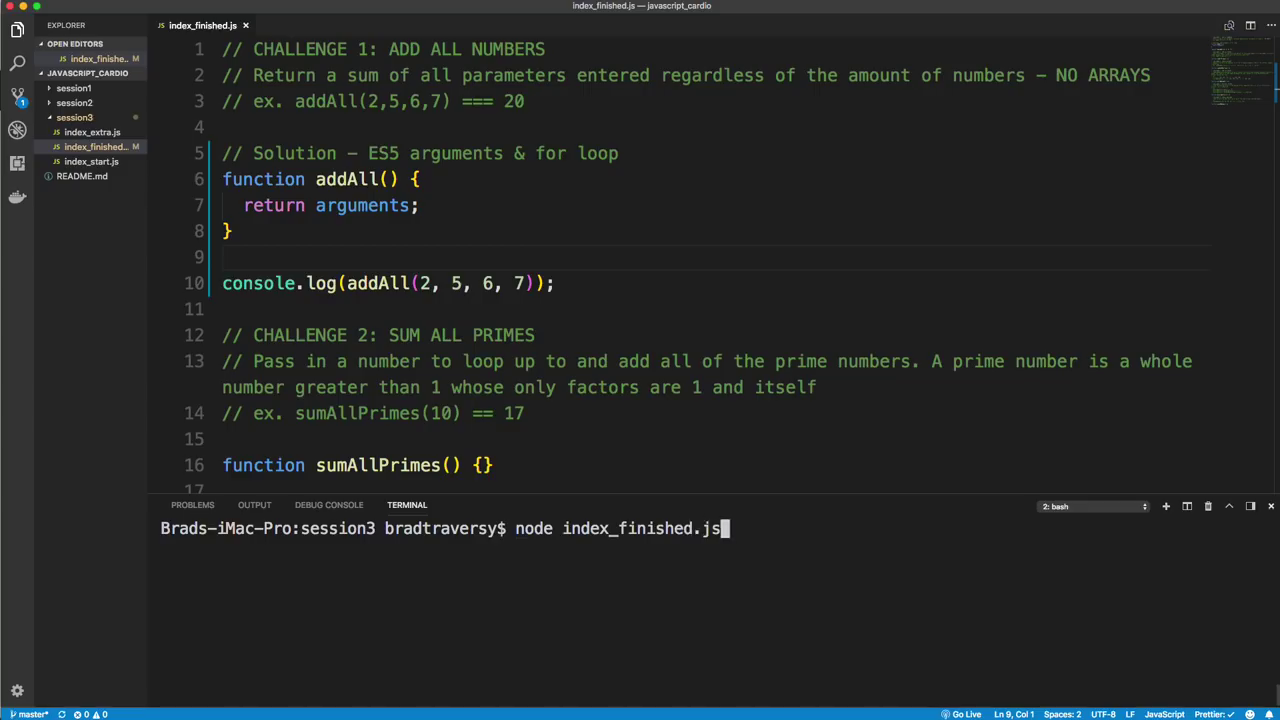 index_finished.js — javascript_cardio
EXPLORER
index_finished.js ×
OPEN EDITORS
index_finishe...
JAVASCRIPT_CARDIO
session1
session2
session3
JS index_extra.js
JS index_finished...
JS index_start.js
README.md
1
1 // CHALLENGE 1: ADD ALL NUMBERS
2 // Return a sum of all parameters entered regardless of the amount of numbers - NO ARRAYS
3 // ex. addAll(2,5,6,7) === 20
4
5 // Solution - ES5 arguments & for loop
6 function addAll() {
7 return arguments;
8 }
9
10 console.log(addAll(2, 5, 6, 7));
11
12 // CHALLENGE 2: SUM ALL PRIMES
13 // Pass in a number to loop up to and add all of the prime numbers. A prime number is a whole
number greater than 1 whose only factors are 1 and itself
14 // ex. sumAllPrimes(10) == 17
15
16 function sumAllPrimes() {}
17
PROBLEMS OUTPUT DEBUG CONSOLE TERMINAL 2: bash
Brads-iMac-Pro:session3 bradtraversy$ node index_finished.js
master* 0 0 Go Live Ln 9, Col 1 Spaces: 2 UTF-8 LF JavaScript Prettier: ✓